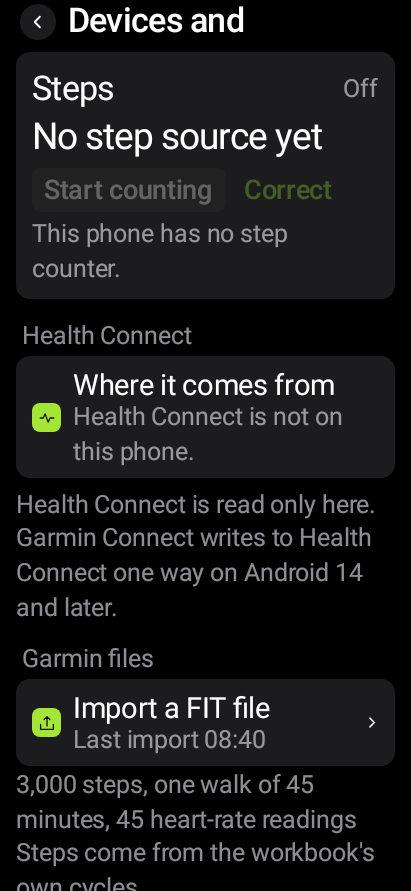 Devices and
Steps
Off
No step source yet
Start counting
Correct
This phone has no step
counter.
Health Connect
Where it comes from
Health Connect is not on
this phone.
Health Connect is read only here.
Garmin Connect writes to Health
Connect one way on Android 14
and later.
Garmin files
Import a FIT file
Last import 08:40
3,000 steps, one walk of 45
minutes, 45 heart-rate readings
Steps come from the workbook's
own cycles